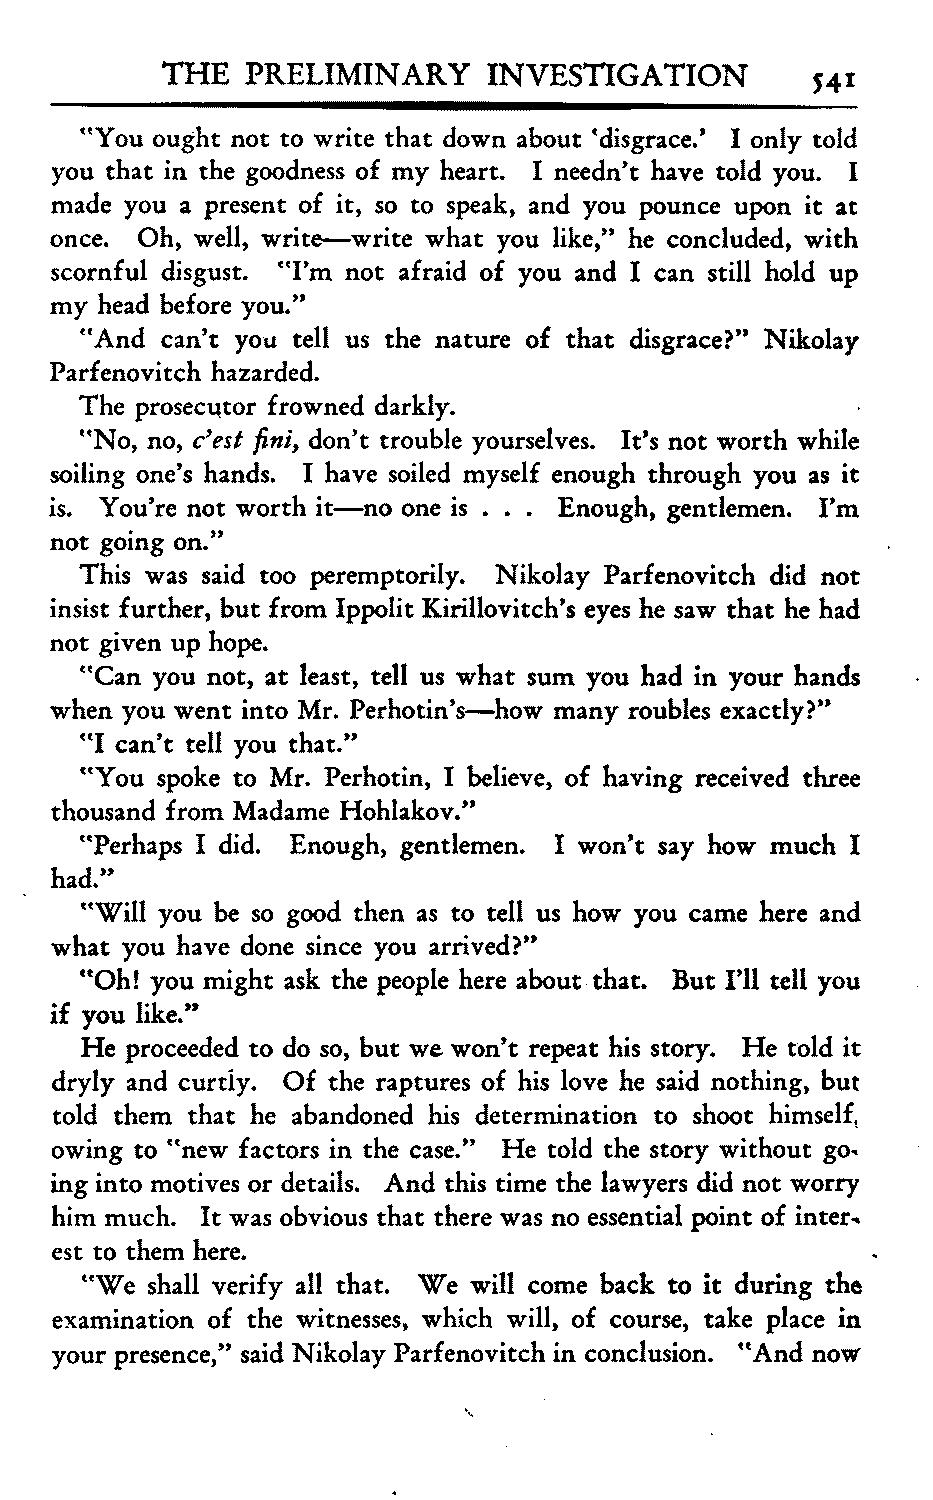 THE PRELIMINARY INVESTIGATION 541
"You ought not to write that down about 'disgrace.' I only told
you that in the goodness of my heart. I needn't have told you. I
made you a present of it, so to speak, and you pounce upon it at
once. Oh, well, write—write what you like," he concluded, with
scornful disgust. "I'm not afraid of you and I can still hold up
my head before you."
"And can't you tell us the nature of that disgrace?" Nikolay
Parfenovitch hazarded.
The prosecutor frowned darkly.
"No, no, c'est fini, don't trouble yourselves. It's not worth while
soiling one's hands. I have soiled myself enough through you as it
is. You're not worth it—no one is . . . Enough, gentlemen. I'm
not going on."
This was said too peremptorily. Nikolay Parfenovitch did not
insist further, but from Ippolit Kirillovitch's eyes he saw that he had
not given up hope.
"Can you not, at least, tell us what sum you had in your hands
when you went into Mr. Perhotin's—how many roubles exactly?"
"I can't tell you that."
"You spoke to Mr. Perhotin, I believe, of having received three
thousand from Madame Hohlakov."
"Perhaps I did. Enough, gentlemen. I won't say how much I
had."
"Will you be so good then as to tell us how you came here and
what you have done since you arrived?"
"Oh! you might ask the people here about that. But I'll tell you
if you like."
He proceeded to do so, but we won't repeat his story. He told it
dryly and curtly. Of the raptures of his love he said nothing, but
told them that he abandoned his determination to shoot himself,
owing to "new factors in the case." He told the story without go-
ing into motives or details. And this time the lawyers did not worry
him much. It was obvious that there was no essential point of inter-
est to them here.
"We shall verify all that. We will come back to it during the
examination of the witnesses, which will, of course, take place in
your presence," said Nikolay Parfenovitch in conclusion. "And now